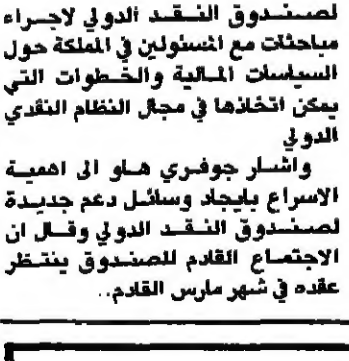 لصندوق النقد الدولي لاجراء
مباحثات مع المسئولين في المملكة حول
السياسات المالية والخطوات التي
يمكن اتخاذها في مجال النظام النقدي
الدولي
واشار جوفري هاو الى اهمية
الاسراع بايجاد وسائل دعم جديدة
لصندوق النقد الدولي وقال ان
الاجتماع القادم للصندوق ينتظر
عقده في شهر مارس القادم..